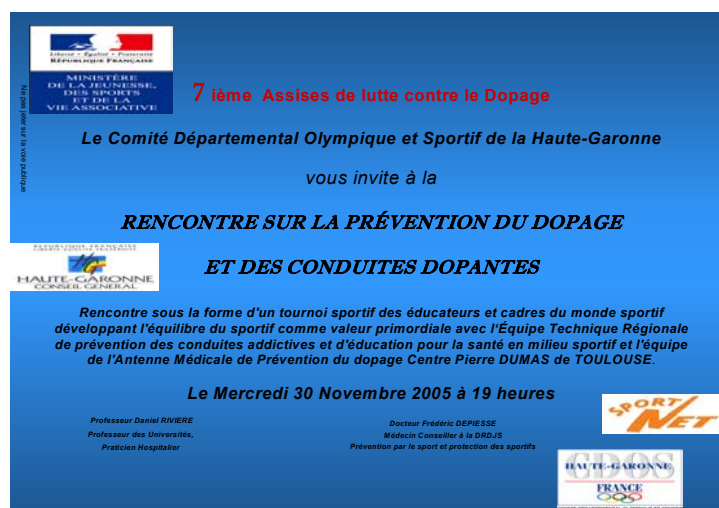 Liberté • Égalité • Fraternité
RÉPUBLIQUE FRANÇAISE
MINISTÈRE
DE LA JEUNESSE,
DES SPORTS
ET DE LA
VIE ASSOCIATIVE
Ne pas jeter sur la voie publique
7 ième Assises de lutte contre le Dopage
Le Comité Départemental Olympique et Sportif de la Haute-Garonne
vous invite à la
RENCONTRE SUR LA PRÉVENTION DU DOPAGE
ET DES CONDUITES DOPANTES
HAUTE-GARONNE
CONSEIL GENERAL
Rencontre sous la forme d'un tournoi sportif des éducateurs et cadres du monde sportif
développant l'équilibre du sportif comme valeur primordiale avec l'Équipe Technique Régionale
de prévention des conduites addictives et d'éducation pour la santé en milieu sportif et l'équipe
de l'Antenne Médicale de Prévention du dopage Centre Pierre DUMAS de TOULOUSE.
Le Mercredi 30 Novembre 2005 à 19 heures
Professeur Daniel RIVIERE
Professeur des Universités,
Praticien Hospitalier
Docteur Frédéric DEPIESSE
Médecin Conseiller à la DRDJS
Prévention par le sport et protection des sportifs
SPORT
NET
CDOS
HAUTE-GARONNE
FRANCE